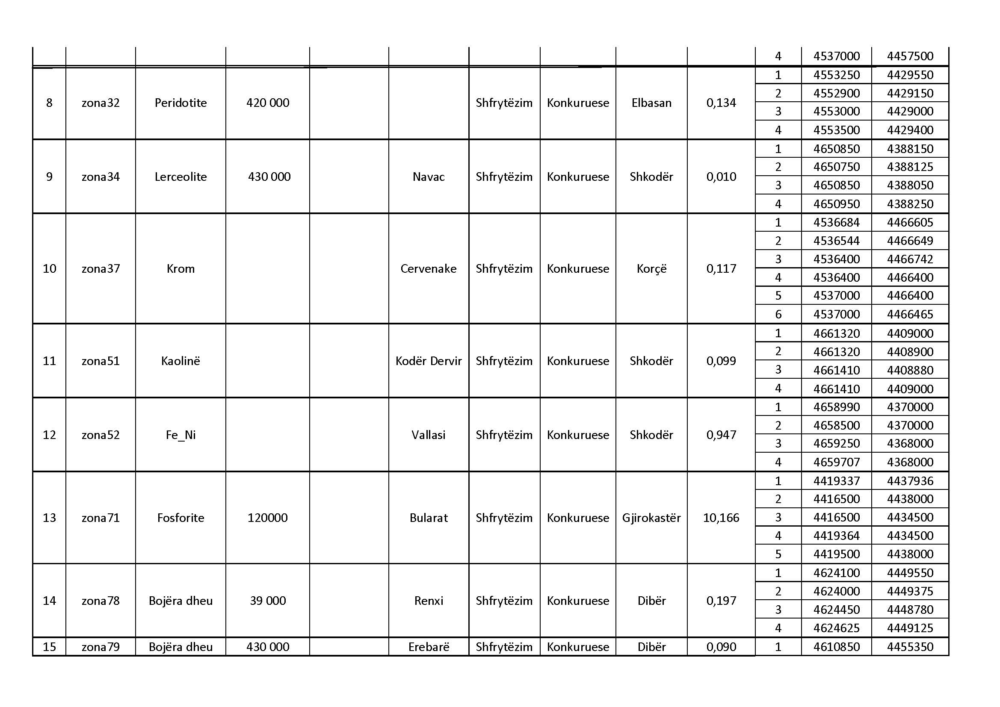 4 4537000 4457500
8 zona32 Peridotite 420 000 Shfrytëzim Konkuruese Elbasan 0,134
1 4553250 4429550
2 4552900 4429150
3 4553000 4429000
4 4553500 4429400
9 zona34 Lerceolite 430 000 Navac Shfrytëzim Konkuruese Shkodër 0,010
1 4650850 4388150
2 4650750 4388125
3 4650850 4388050
4 4650950 4388250
10 zona37 Krom Cervenake Shfrytëzim Konkuruese Korçë 0,117
1 4536684 4466605
2 4536544 4466649
3 4536400 4466742
4 4536400 4466400
5 4537000 4466400
6 4537000 4466465
11 zona51 Kaolinë Kodër Dervir Shfrytëzim Konkuruese Shkodër 0,099
1 4661320 4409000
2 4661320 4408900
3 4661410 4408880
4 4661410 4409000
12 zona52 Fe_Ni Vallasi Shfrytëzim Konkuruese Shkodër 0,947
1 4658990 4370000
2 4658500 4370000
3 4659250 4368000
4 4659707 4368000
13 zona71 Fosforite 120000 Bularat Shfrytëzim Konkuruese Gjirokastër 10,166
1 4419337 4437936
2 4416500 4438000
3 4416500 4434500
4 4419364 4434500
5 4419500 4438000
14 zona78 Bojëra dheu 39 000 Renxi Shfrytëzim Konkuruese Dibër 0,197
1 4624100 4449550
2 4624000 4449375
3 4624450 4448780
4 4624625 4449125
15 zona79 Bojëra dheu 430 000 Erebarë Shfrytëzim Konkuruese Dibër 0,090 1 4610850 4455350